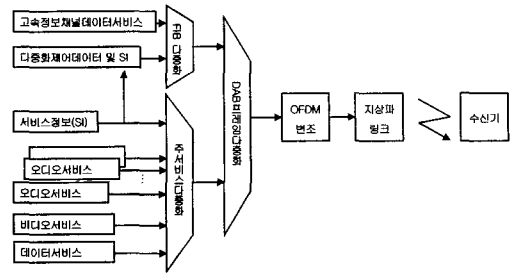 고속정보채널데이터서비스
다중화제어데이터 및 SI
서비스정보(SI)
오디오서비스
오디오서비스
비디오서비스
데이터서비스
FIB 다중화
주서비스다중화
DAB프레임다중화
OFDM
변조
지상파
링크
수신기